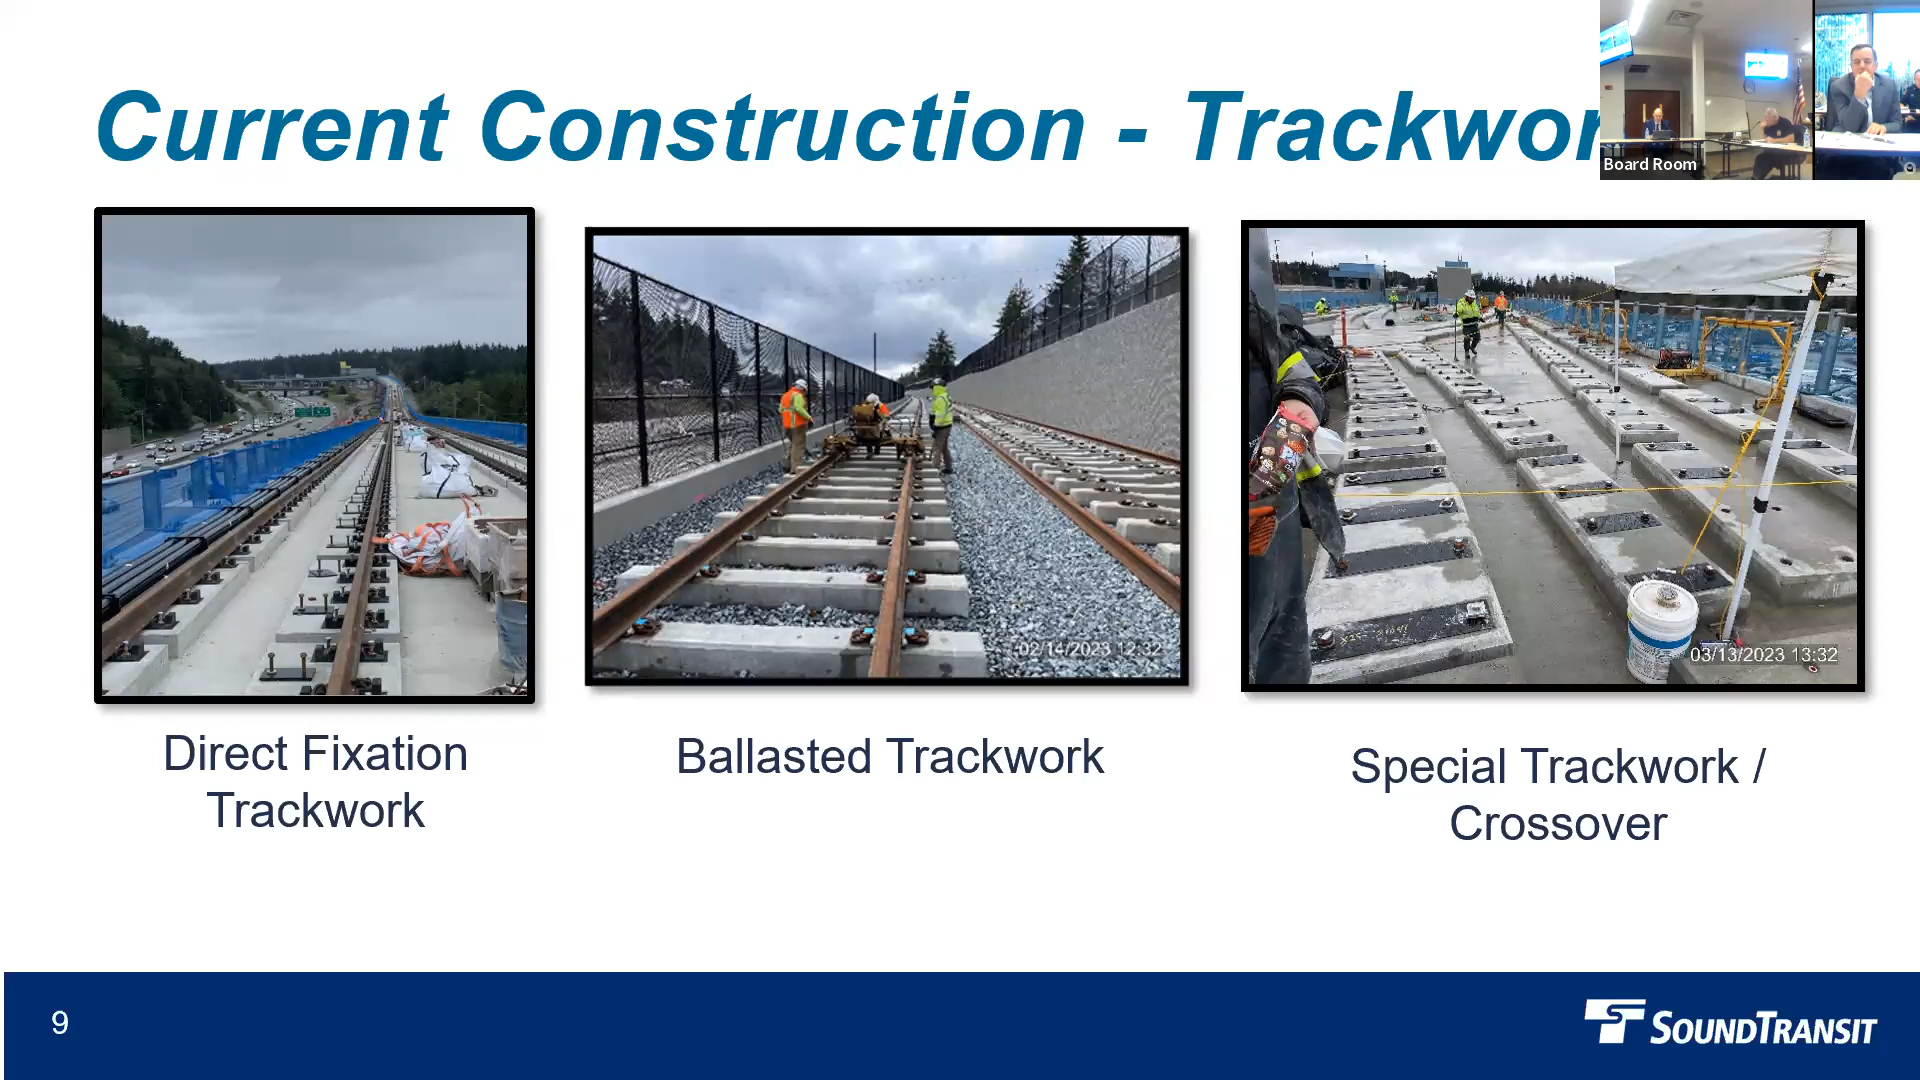 Current Construction - Trackwor
Board Room
02/14/2023 12:32
03/13/2023 13:32
Direct Fixation
Trackwork
Ballasted Trackwork
Special Trackwork /
Crossover
9
SOUNDTRANSIT